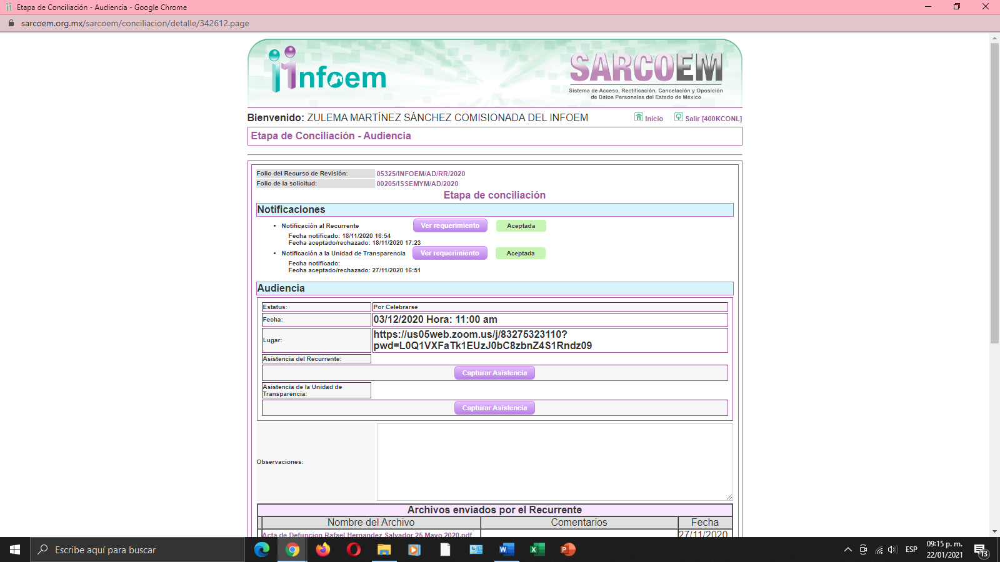 Etapa de Conciliación - Audiencia - Google Chrome
sarcoem.org.mx/sarcoem/conciliacion/detalle/342612.page
infoem
SARCOEM
Sistema de Acceso, Rectificación, Cancelación y Oposición
de Datos Personales del Estado de México
Bienvenido: ZULEMA MARTÍNEZ SÁNCHEZ COMISIONADA DEL INFOEM
Inicio
Salir [400KCONL]
Etapa de Conciliación - Audiencia
Folio del Recurso de Revisión: 05325/INFOEM/AD/RR/2020
Folio de la solicitud: 00205/ISSEMYM/AD/2020
Etapa de conciliación
Notificaciones
• Notificación al Recurrente Ver requerimiento Aceptada
Fecha notificado: 18/11/2020 16:54
Fecha aceptado/rechazado: 18/11/2020 17:23
• Notificación a la Unidad de Transparencia Ver requerimiento Aceptada
Fecha notificado:
Fecha aceptado/rechazado: 27/11/2020 16:51
Audiencia
Estatus: Por Celebrarse
Fecha: 03/12/2020 Hora: 11:00 am
Lugar: https://us05web.zoom.us/j/83275323110?
pwd=L0Q1VXFaTk1EUzJ0bC8zbnZ4S1Rndz09
Asistencia del Recurrente:
Capturar Asistencia
Asistencia de la Unidad de
Transparencia:
Capturar Asistencia
Observaciones:
Archivos enviados por el Recurrente
Nombre del Archivo Comentarios Fecha
Acta de Defuncion Rafael Hernandez Salvador 25 Mayo 2020.pdf 27/11/2020
Escribe aquí para buscar
ESP
09:15 p. m.
22/01/2021
13